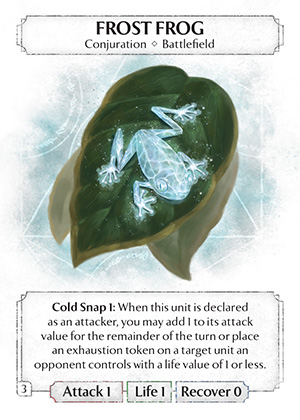 FROST FROG
Conjuration ⋄ Battlefield
Cold Snap 1: When this unit is declared
as an attacker, you may add 1 to its attack
value for the remainder of the turn or place
an exhaustion token on a target unit an
opponent controls with a life value of 1 or less.
3
Attack 1 Life 1 Recover 0